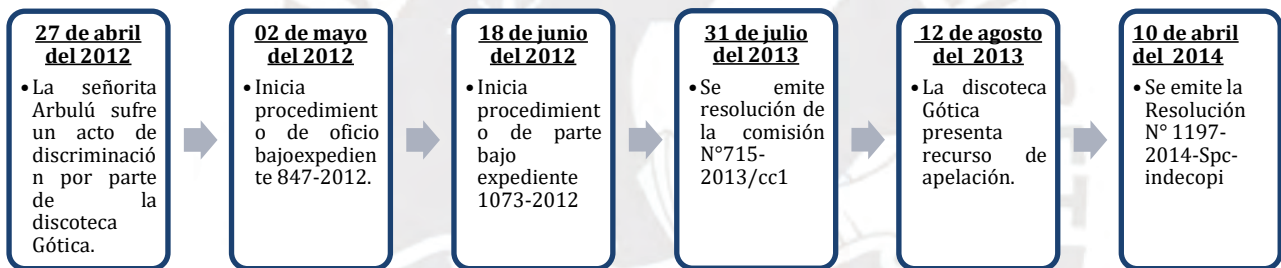 27 de abril
del 2012
•La señorita
Arbulú sufre
un acto de
discriminació
n por parte
de la
discoteca
Gótica.
02 de mayo
del 2012
•Inicia
procedimient
o de oficio
bajoexpedien
te 847-2012.
18 de junio
del 2012
•Inicia
procedimient
o de parte
bajo
expediente
1073-2012
31 de julio
del 2013
•Se emite
resolución de
la comisión
N°715-
2013/cc1
12 de agosto
del 2013
•La discoteca
Gótica
presenta
recurso de
apelación.
10 de abril
del 2014
•Se emite la
Resolución
N° 1197-
2014-Spc-
indecopi